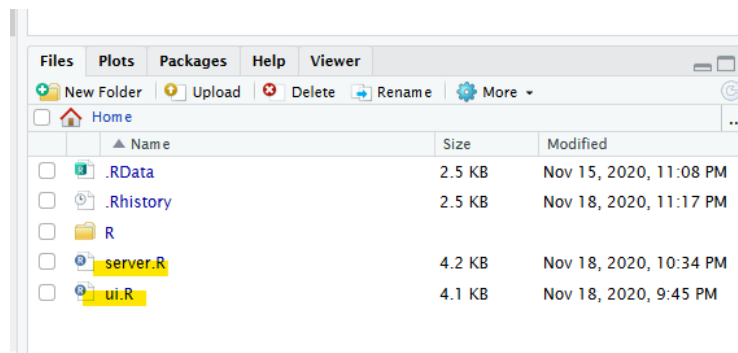 Files Plots Packages Help Viewer
New Folder Upload Delete Rename More
Home ..
Name Size Modified
.RData 2.5 KB Nov 15, 2020, 11:08 PM
.Rhistory 2.5 KB Nov 18, 2020, 11:17 PM
R
server.R 4.2 KB Nov 18, 2020, 10:34 PM
ui.R 4.1 KB Nov 18, 2020, 9:45 PM